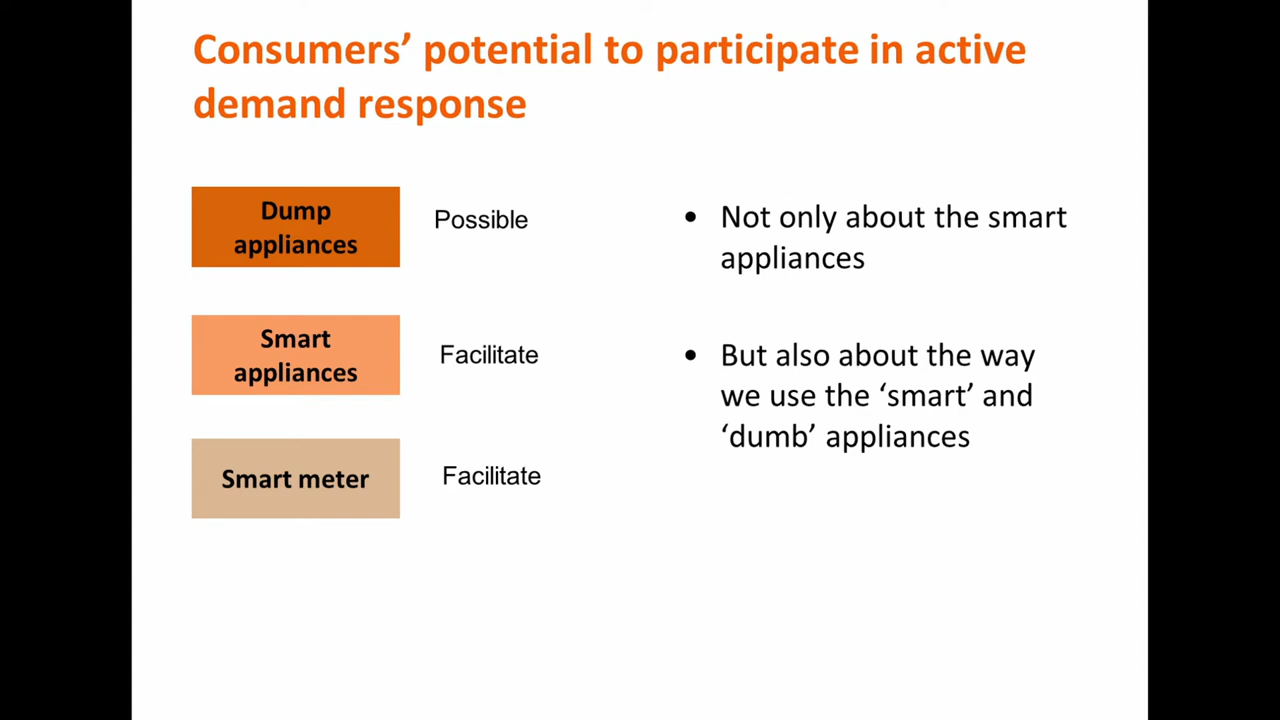 Consumers’ potential to participate in active
demand response
Dump
appliances
Possible
Smart
appliances
Facilitate
Smart meter
Facilitate
• Not only about the smart
appliances
• But also about the way
we use the ‘smart’ and
‘dumb’ appliances